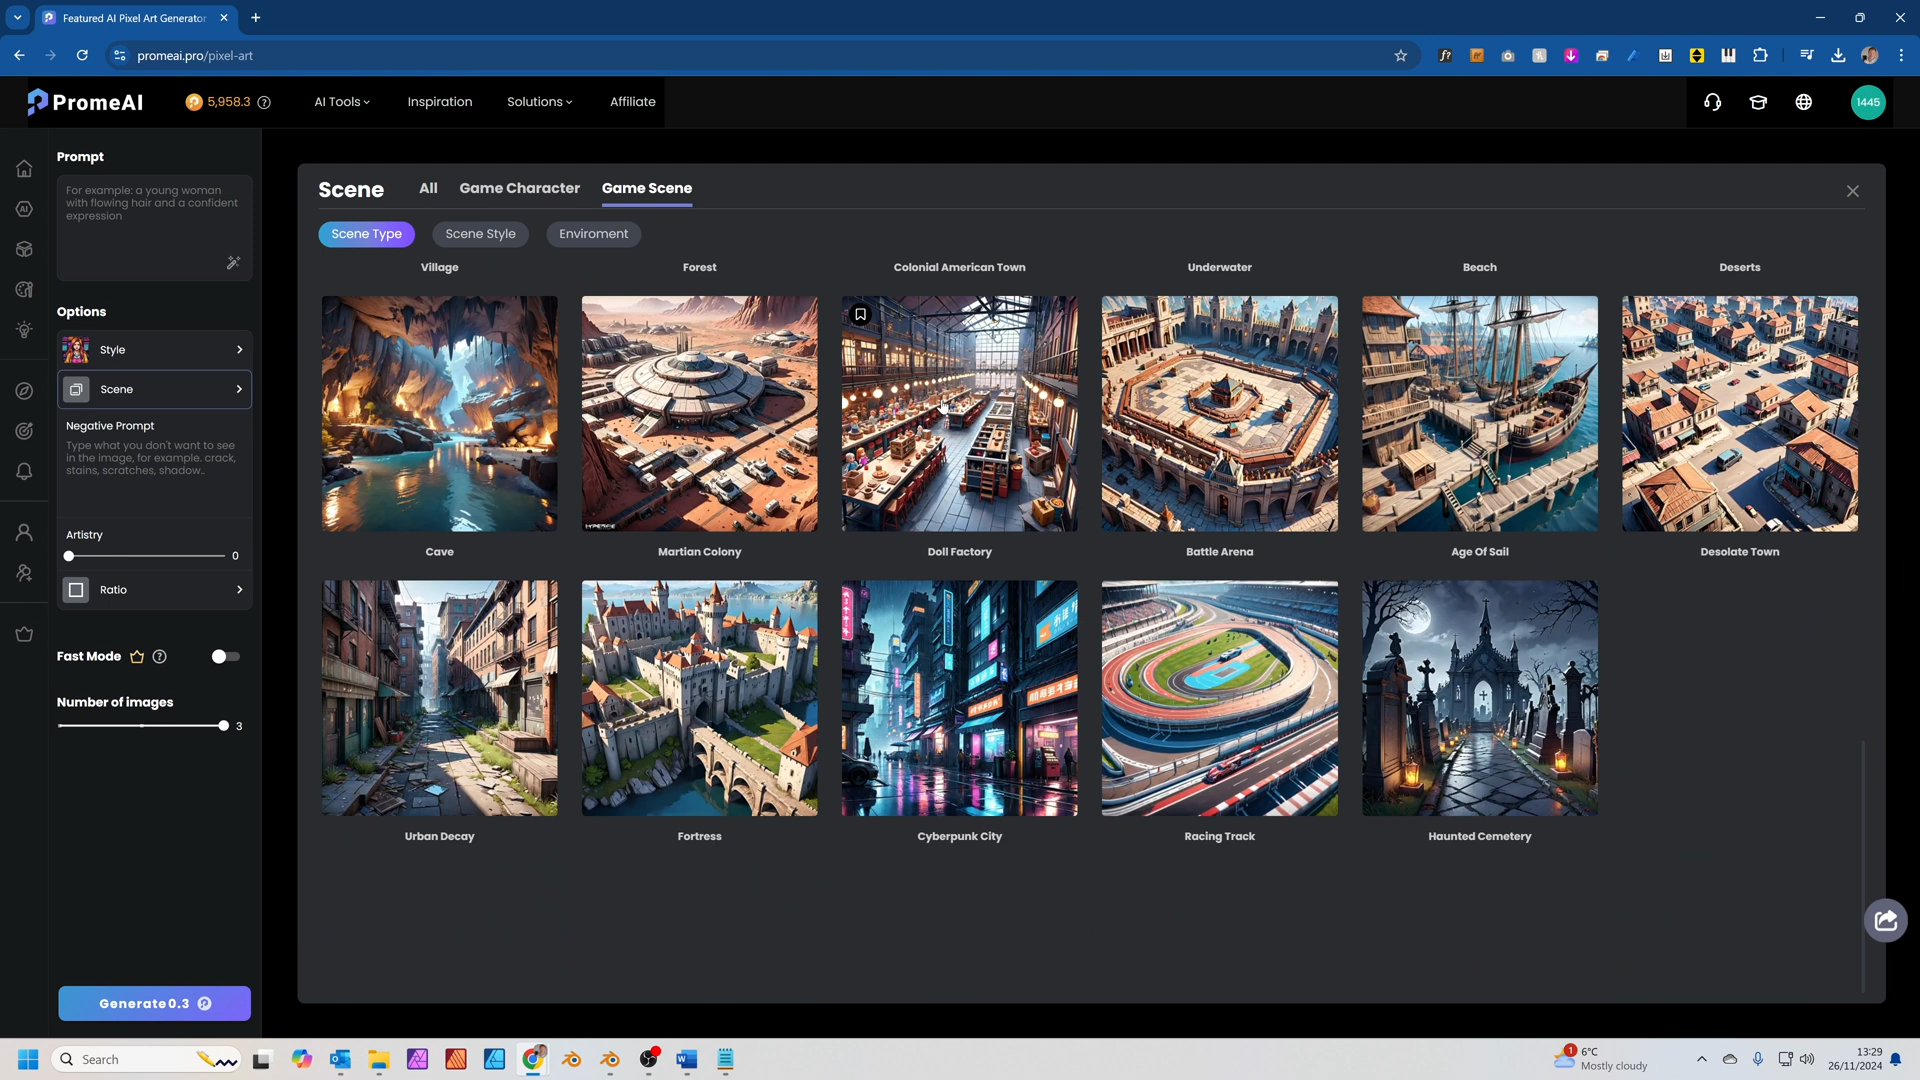 Featured AI Pixel Art Generator
promeai.pro/pixel-art
PromeAI
5,958.3
AI Tools
Inspiration
Solutions
Affiliate
1445
Prompt
For example: a young woman
with flowing hair and a confident
expression
Options
Style
Scene
Negative Prompt
Type what you don't want to see
in the image, for example. crack,
stains, scratches, shadow..
Artistry
0
Ratio
Fast Mode
Number of images
3
Generate 0.3
Scene
All
Game Character
Game Scene
Scene Type
Scene Style
Enviroment
Village
Forest
Colonial American Town
Underwater
Beach
Deserts
Cave
Martian Colony
Doll Factory
Battle Arena
Age Of Sail
Desolate Town
Urban Decay
Fortress
Cyberpunk City
Racing Track
Haunted Cemetery
Search
1
6°C
Mostly cloudy
13:29
26/11/2024